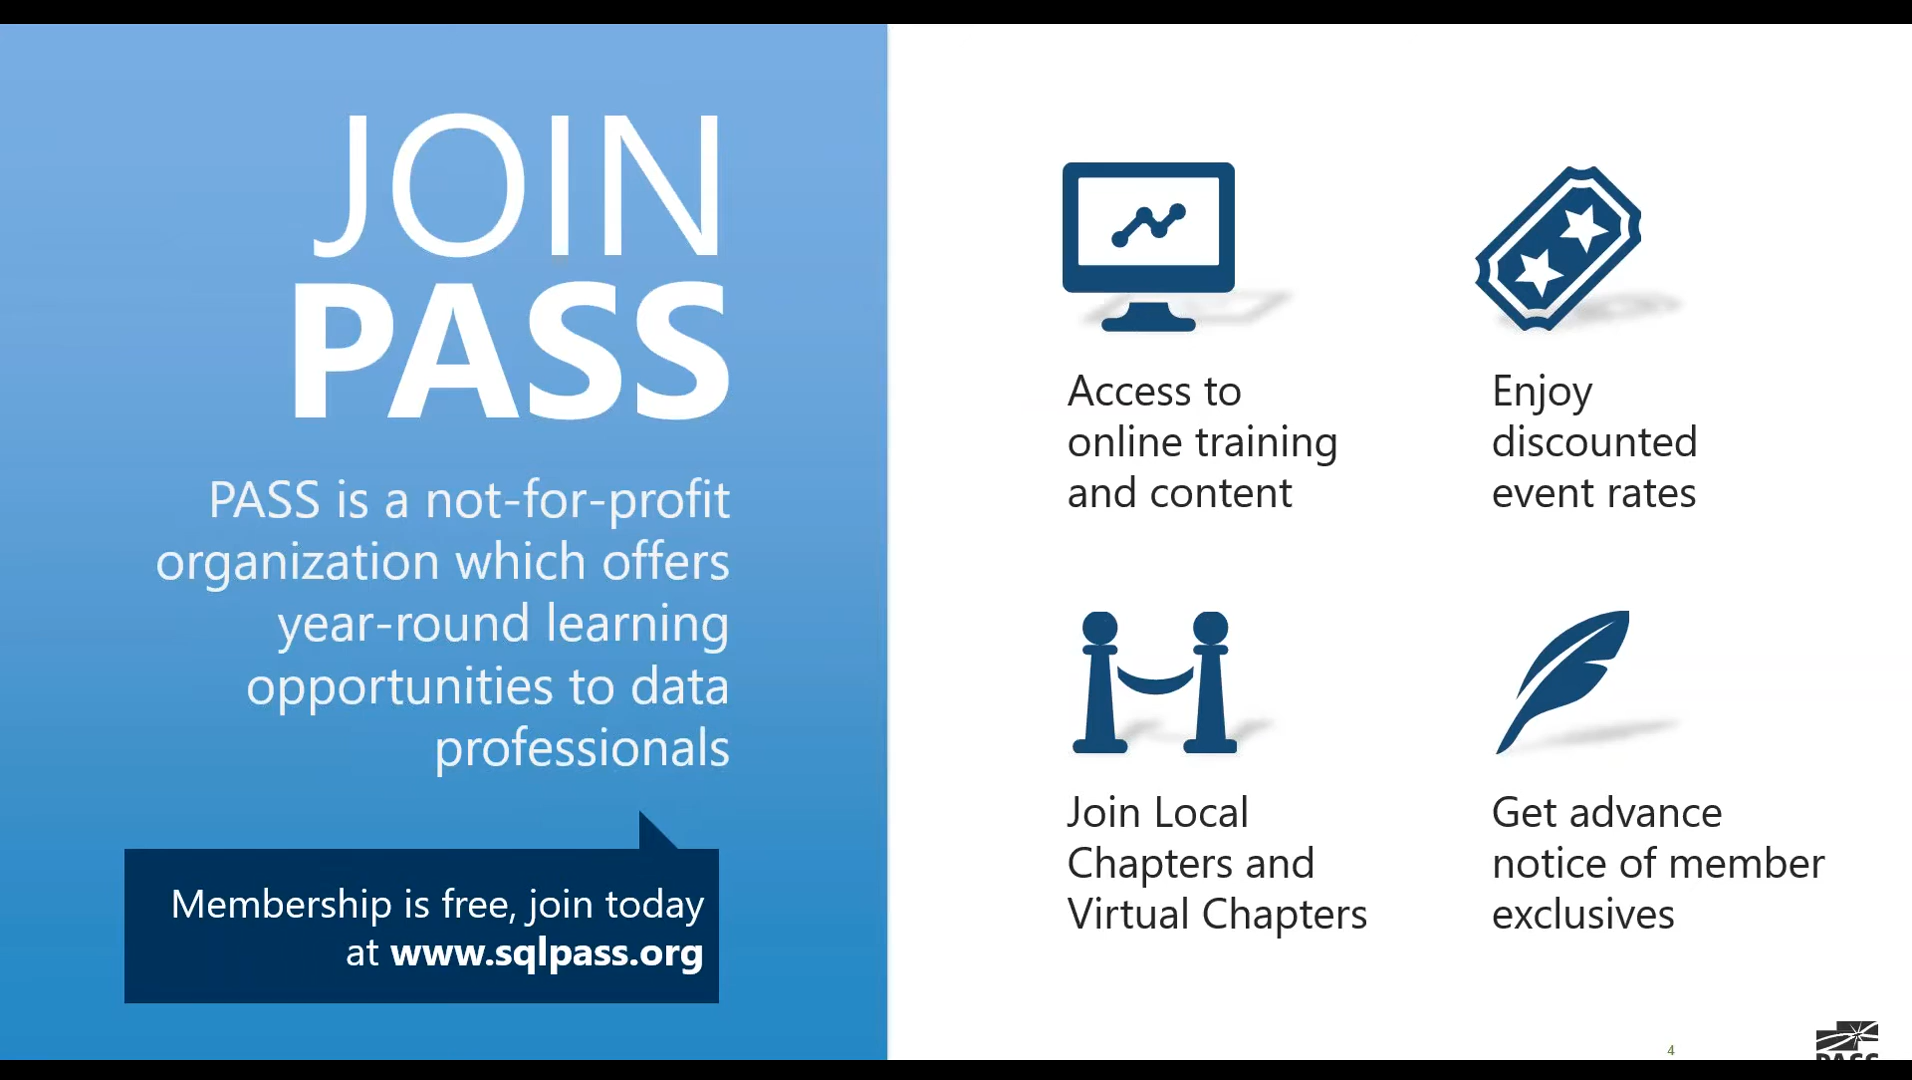 JOIN
PASS
PASS is a not-for-profit
organization which offers
year-round learning
opportunities to data
professionals
Membership is free, join today
at www.sqlpass.org
Access to
online training
and content
Enjoy
discounted
event rates
Join Local
Chapters and
Virtual Chapters
Get advance
notice of member
exclusives
4
PASS